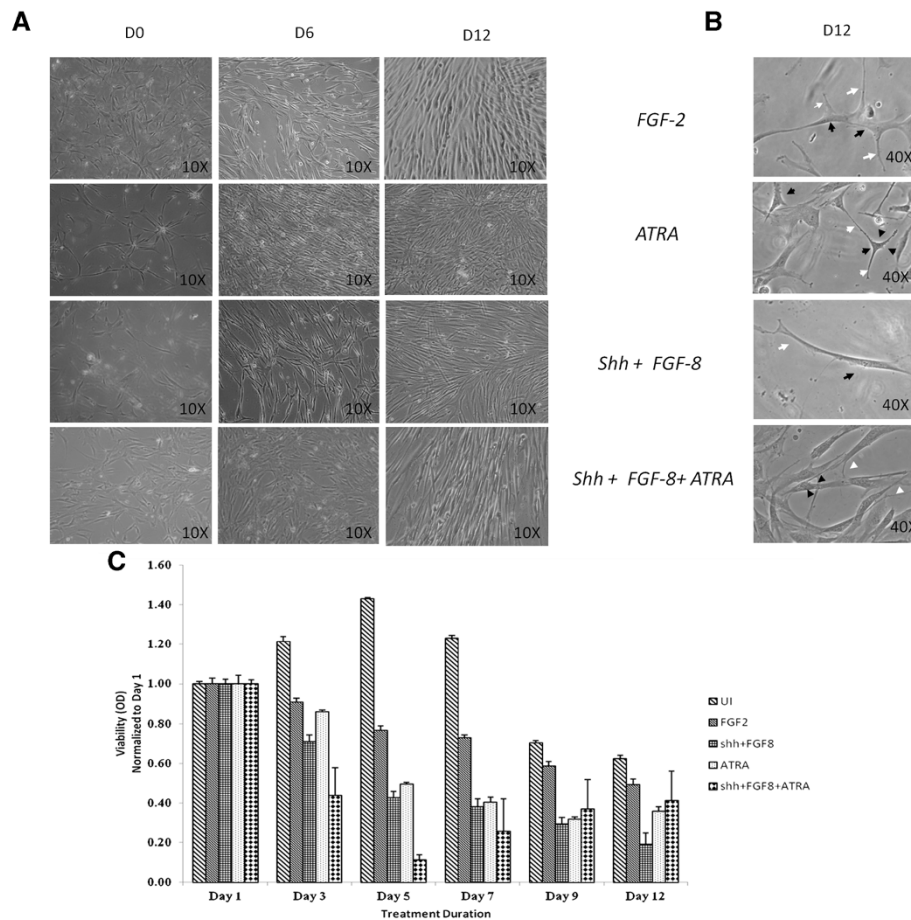 A
B
D0 D6 D12 D12
10X 10X 10X FGF-2 40X
10X 10X 10X ATRA 40X
10X 10X 10X Shh + FGF-8 40X
10X 10X 10X Shh + FGF-8+ ATRA 40X
C
1.60
1.40
1.20
1.00
0.80
0.60
0.40
0.20
0.00
Viability (OD)
Normalized to Day 1
Day 1 Day 3 Day 5 Day 7 Day 9 Day 12
Treatment Duration
UI
FGF2
shh+FGF8
ATRA
shh+FGF8+ATRA